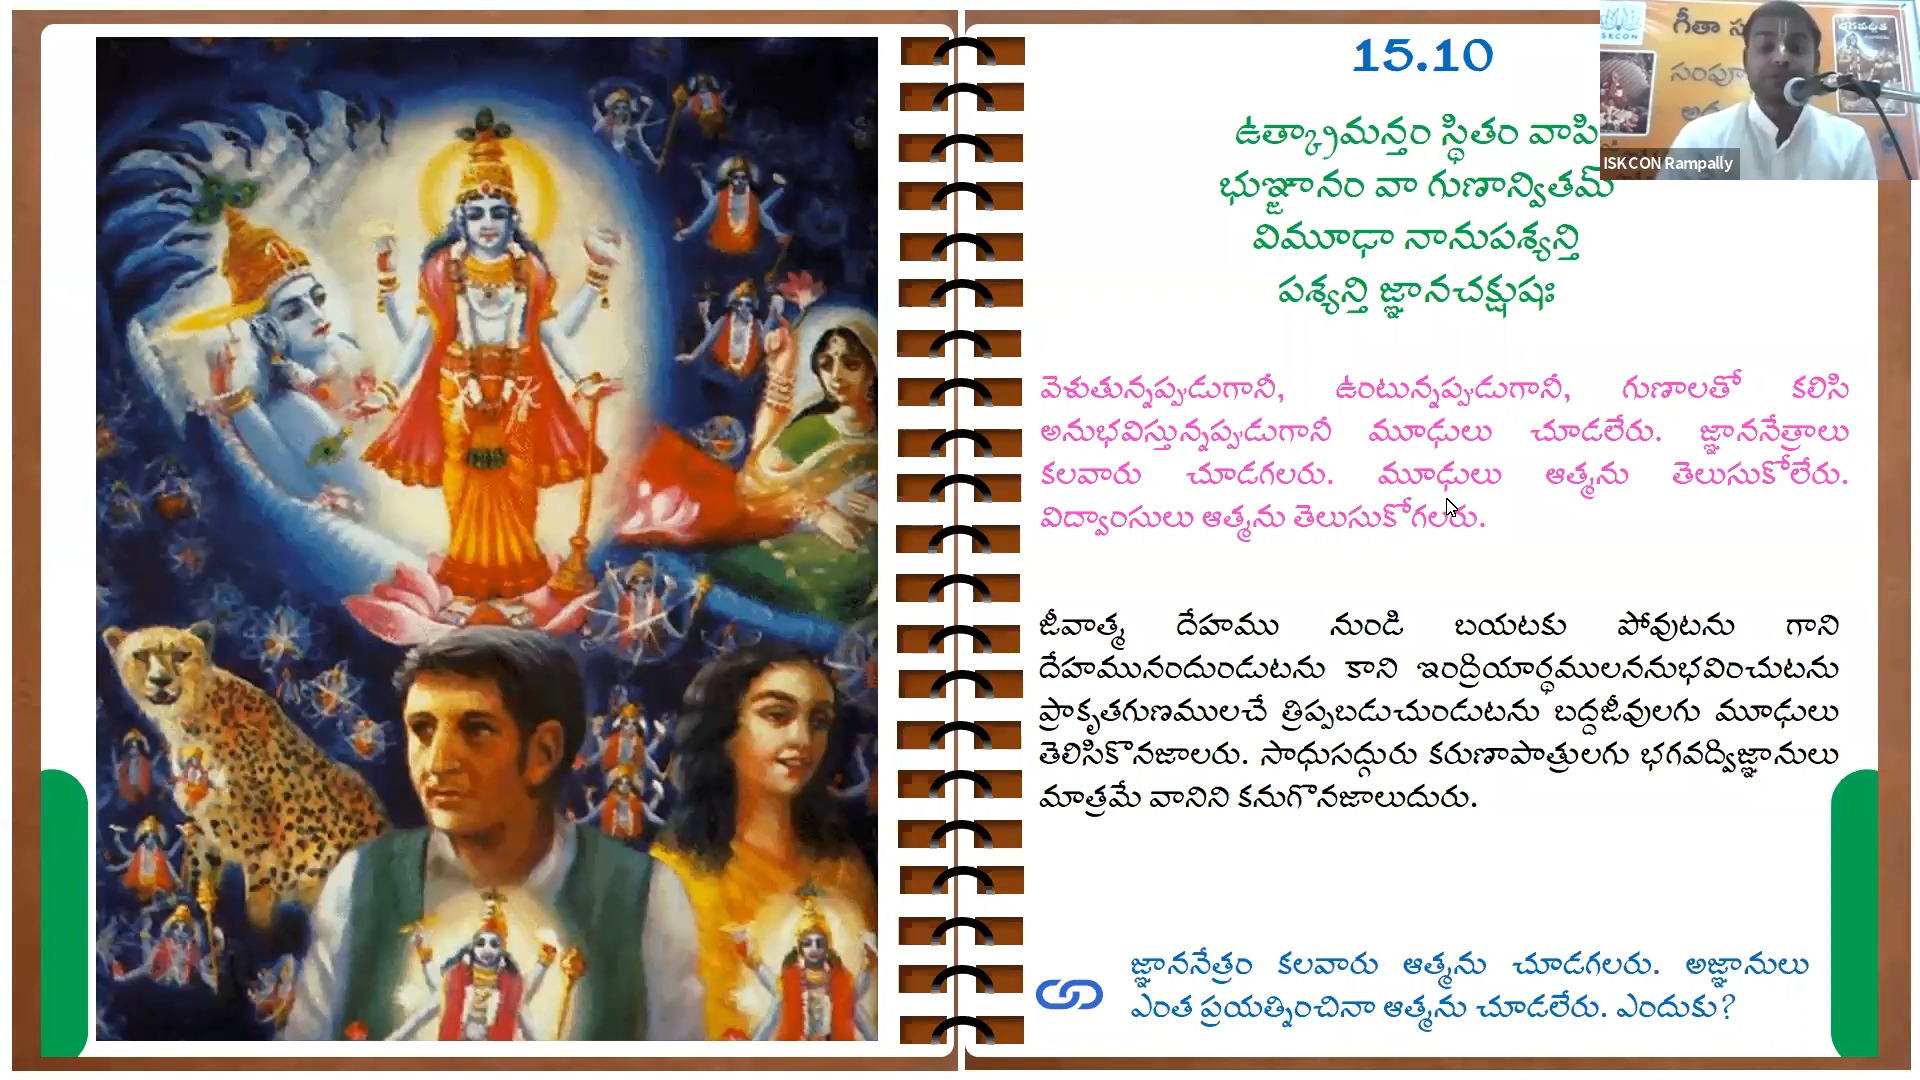 15.10
ఉత్క్రామన్తం స్థితం వాపి
భుఞ్జానం వా గుణాన్వితమ్
విమూఢా నానుపశ్యన్తి
పశ్యన్తి జ్ఞానచక్షుషః
వెళుతున్నప్పుడుగానీ, ఉంటున్నప్పుడుగానీ, గుణాలతో కలిసి
అనుభవిస్తున్నప్పుడుగానీ మూఢులు చూడలేరు. జ్ఞాననేత్రాలు
కలవారు చూడగలరు. మూఢులు ఆత్మను తెలుసుకోలేరు.
విద్వాంసులు ఆత్మను తెలుసుకోగలరు.
జీవాత్మ దేహము నుండి బయటకు పోవుటను గాని
దేహమునందుండుటను కాని ఇంద్రియార్థములననుభవించుటను
ప్రాకృతగుణములచే త్రిప్పబడుచుండుటను బద్దజీవులగు మూఢులు
తెలిసికొనజాలరు. సాధుసద్గురు కరుణాపాత్రులగు భగవద్విజ్ఞానులు
మాత్రమే వానిని కనుగొనజాలుదురు.
జ్ఞాననేత్రం కలవారు ఆత్మను చూడగలరు. అజ్ఞానులు
ఎంత ప్రయత్నించినా ఆత్మను చూడలేరు. ఎందుకు?
గీతా
ISKCON
ISKCON Rampally